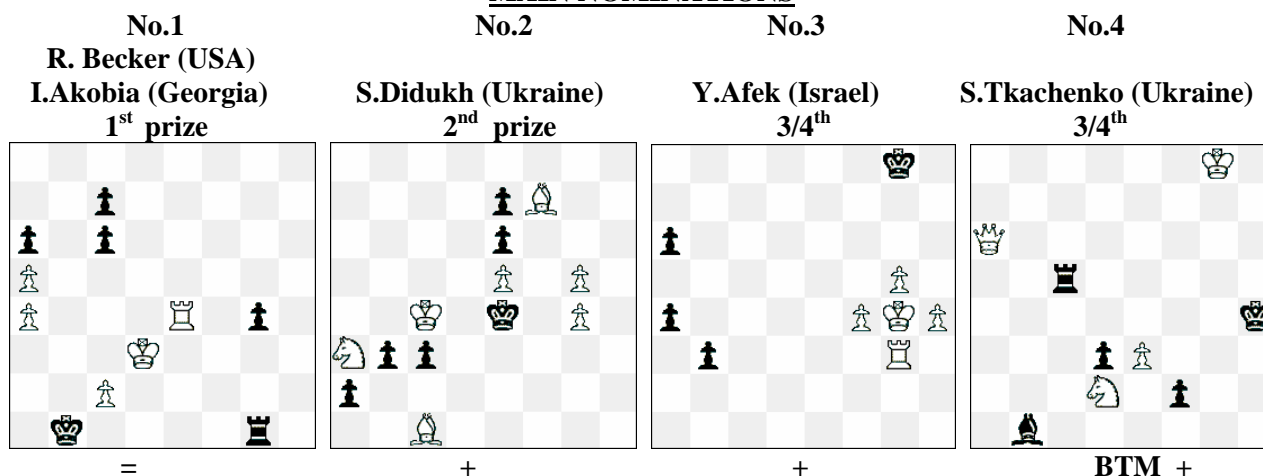 MAIN NOMINATIONS
No.1 No.2 No.3 No.4
R. Becker (USA)
I.Akobia (Georgia) S.Didukh (Ukraine) Y.Afek (Israel) S.Tkachenko (Ukraine)
1st prize 2nd prize 3/4th 3/4th
= + + BTM +